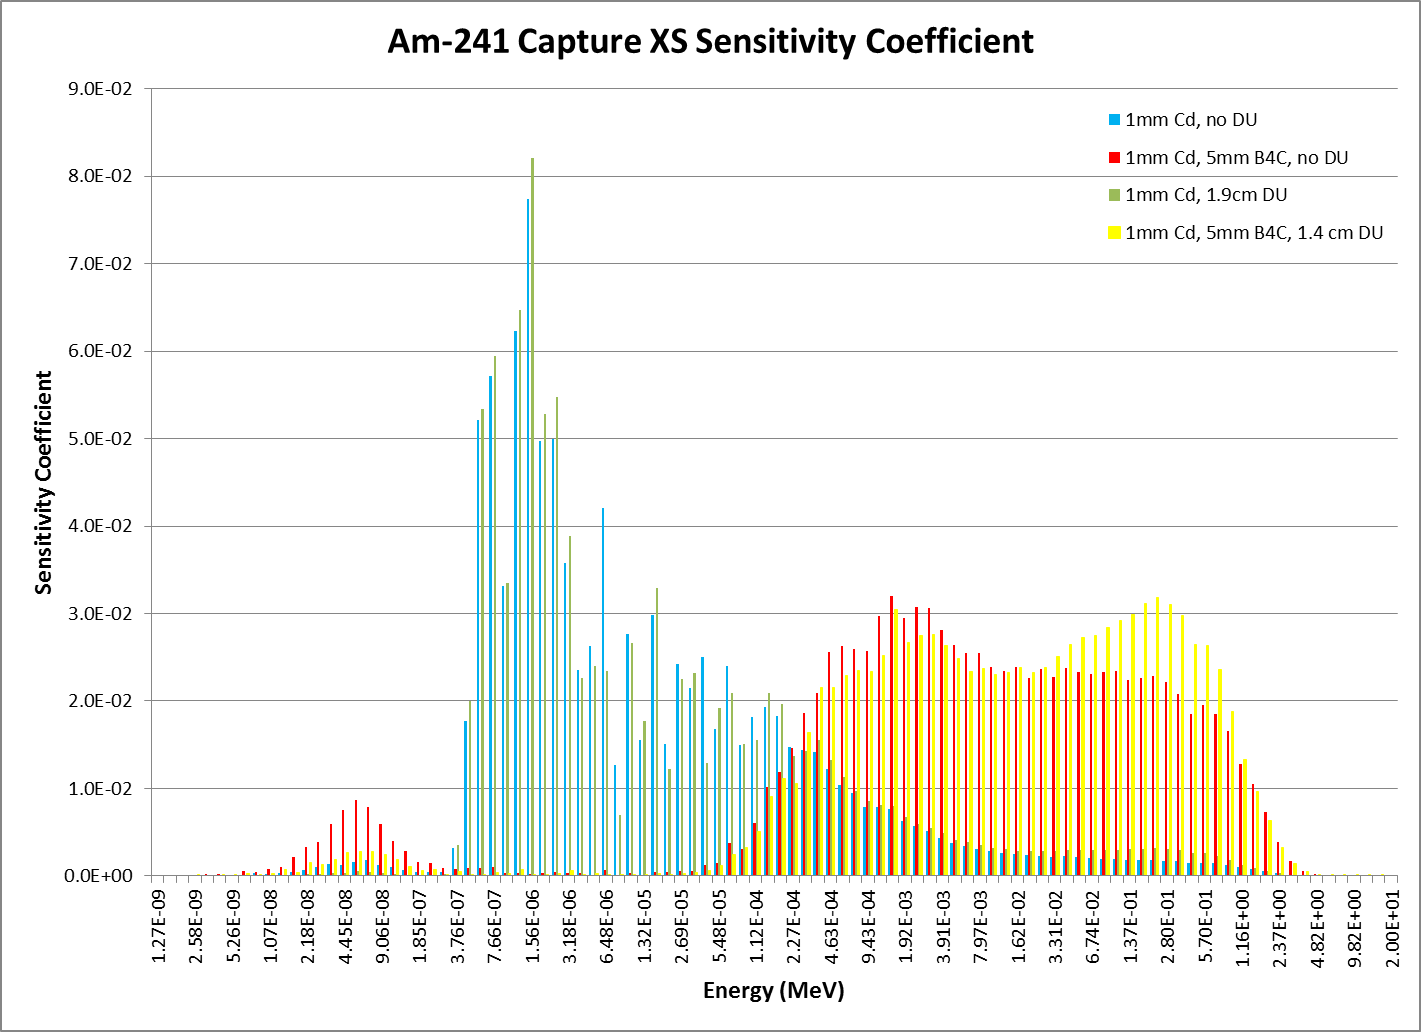 Am-241 Capture XS Sensitivity Coefficient
9.0E-02
8.0E-02
7.0E-02
6.0E-02
5.0E-02
4.0E-02
3.0E-02
2.0E-02
1.0E-02
0.0E+00
Sensitivity Coefficient
1mm Cd, no DU
1mm Cd, 5mm B4C, no DU
1mm Cd, 1.9cm DU
1mm Cd, 5mm B4C, 1.4 cm DU
1.27E-09
2.58E-09
5.26E-09
1.07E-08
2.18E-08
4.45E-08
9.06E-08
1.85E-07
3.76E-07
7.66E-07
1.56E-06
3.18E-06
6.48E-06
1.32E-05
2.69E-05
5.48E-05
1.12E-04
2.27E-04
4.63E-04
9.43E-04
1.92E-03
3.91E-03
7.97E-03
1.62E-02
3.31E-02
6.74E-02
1.37E-01
2.80E-01
5.70E-01
1.16E+00
2.37E+00
4.82E+00
9.82E+00
2.00E+01
Energy (MeV)